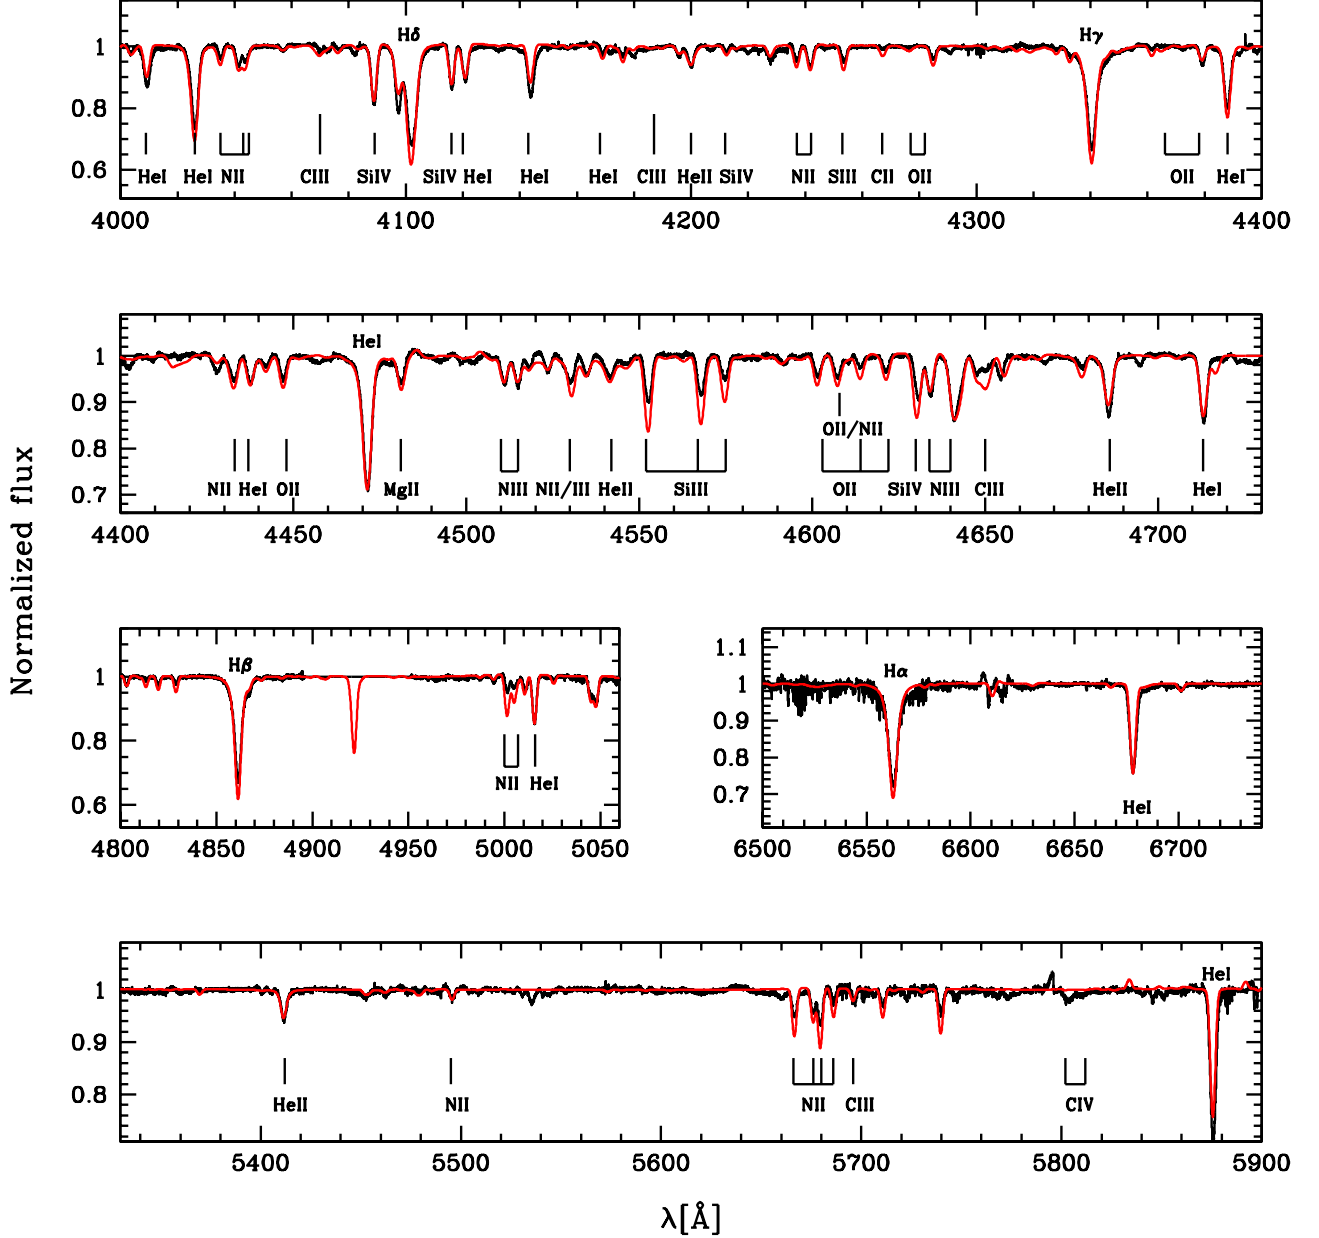 Hδ
Hγ
1
0.8
0.6
HeI HeI NII CIII SiIV SiIV HeI HeI HeI CIII HeII SiIV NII SIII CII OII OII HeI
4000 4100 4200 4300 4400
HeI
1
0.9
0.8
0.7
OII/NII
NII HeI OII MgII NIII NII/III HeII SiIII OII SiIV NIII CIII HeII HeI
4400 4450 4500 4550 4600 4650 4700
Normalized flux
Hβ
1
0.8
0.6
NII HeI
4800 4850 4900 4950 5000 5050
Hα
1.1
1
0.9
0.8
0.7
HeI
6500 6550 6600 6650 6700
HeI
1
0.9
0.8
HeII NII NII CIII CIV
5400 5500 5600 5700 5800 5900
λ[Å]